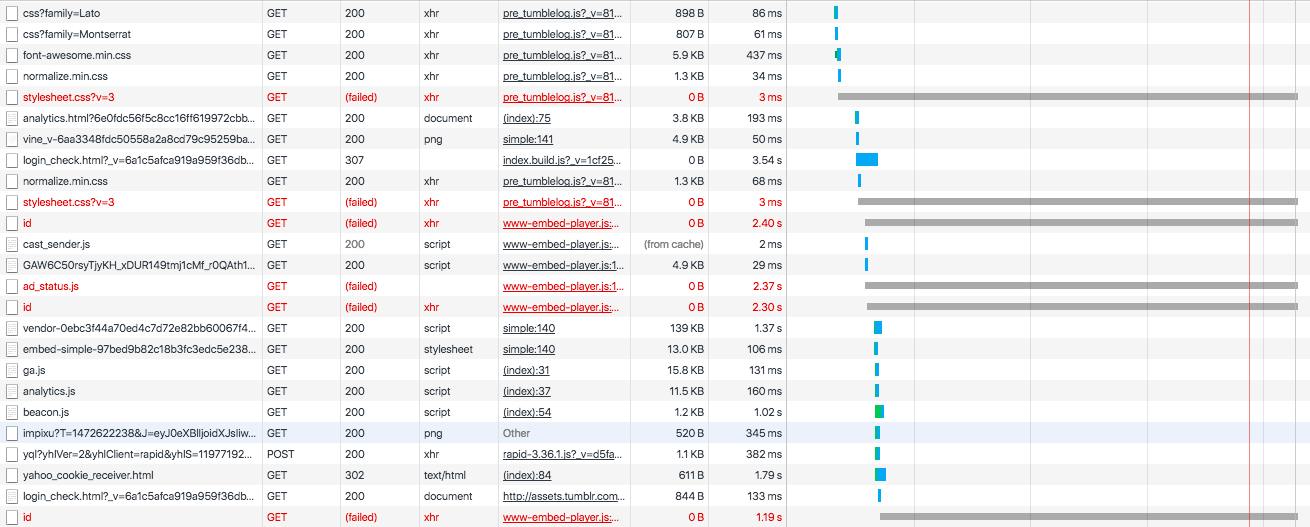 css?family=Lato GET 200 xhr pre_tumblelog.js?_v=81... 898 B 86 ms
css?family=Montserrat GET 200 xhr pre_tumblelog.js?_v=81... 807 B 61 ms
font-awesome.min.css GET 200 xhr pre_tumblelog.js?_v=81... 5.9 KB 437 ms
normalize.min.css GET 200 xhr pre_tumblelog.js?_v=81... 1.3 KB 34 ms
stylesheet.css?v=3 GET (failed) xhr pre_tumblelog.js?_v=81... 0 B 3 ms
analytics.html?6e0fdc56f5c8cc16ff619972cbb... GET 200 document (index):75 3.8 KB 193 ms
vine_v-6aa3348fdc50558a2a8cd79c95259ba... GET 200 png simple:141 4.9 KB 50 ms
login_check.html?_v=6a1c5afca919a959f36db... GET 307 index.build.js?_v=1cf25... 0 B 3.54 s
normalize.min.css GET 200 xhr pre_tumblelog.js?_v=81... 1.3 KB 68 ms
stylesheet.css?v=3 GET (failed) xhr pre_tumblelog.js?_v=81... 0 B 3 ms
id GET (failed) xhr www-embed-player.js:... 0 B 2.40 s
cast_sender.js GET 200 script www-embed-player.js:... (from cache) 2 ms
GAW6C50rsyTjyKH_xDUR149tmj1cMf_r0QAth1... GET 200 script www-embed-player.js:1... 4.9 KB 29 ms
ad_status.js GET (failed) www-embed-player.js:1... 0 B 2.37 s
id GET (failed) xhr www-embed-player.js:... 0 B 2.30 s
vendor-0ebc3f44a70ed4c7d72e82bb60067f4... GET 200 script simple:140 139 KB 1.37 s
embed-simple-97bed9b82c18b3fc3edc5e238... GET 200 stylesheet simple:140 13.0 KB 106 ms
ga.js GET 200 script (index):31 15.8 KB 131 ms
analytics.js GET 200 script (index):37 11.5 KB 160 ms
beacon.js GET 200 script (index):54 1.2 KB 1.02 s
impixu?T=1472622238&J=eyJ0eXBlIjoidXJsIiw... GET 200 png Other 520 B 345 ms
yql?yhlVer=2&yhlClient=rapid&yhlS=11977192... POST 200 xhr rapid-3.36.1.js?_v=d5fa... 1.1 KB 382 ms
yahoo_cookie_receiver.html GET 302 text/html (index):84 611 B 1.79 s
login_check.html?_v=6a1c5afca919a959f36db... GET 200 document http://assets.tumblr.com... 844 B 133 ms
id GET (failed) xhr www-embed-player.js:... 0 B 1.19 s